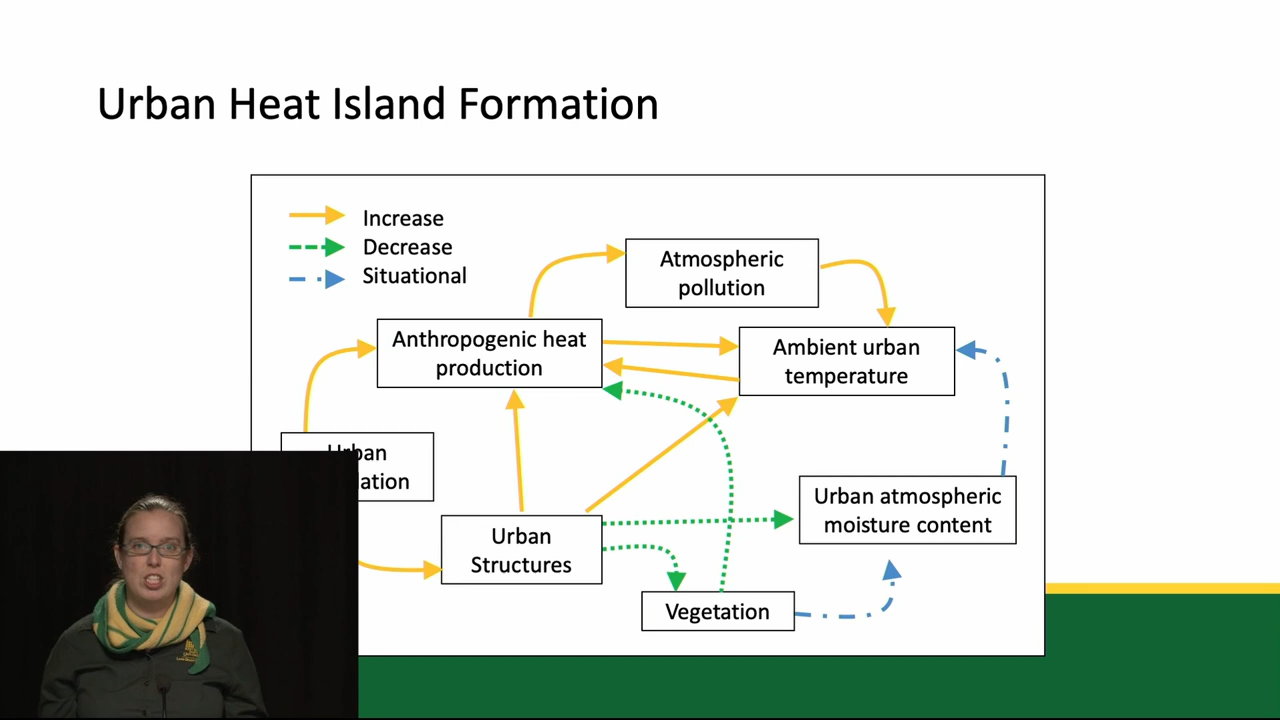 Urban Heat Island Formation
Increase
Decrease
Situational
Atmospheric
pollution
Anthropogenic heat
production
Ambient urban
temperature
Urban
Urban atmospheric
moisture content
Urban
Structures
Vegetation